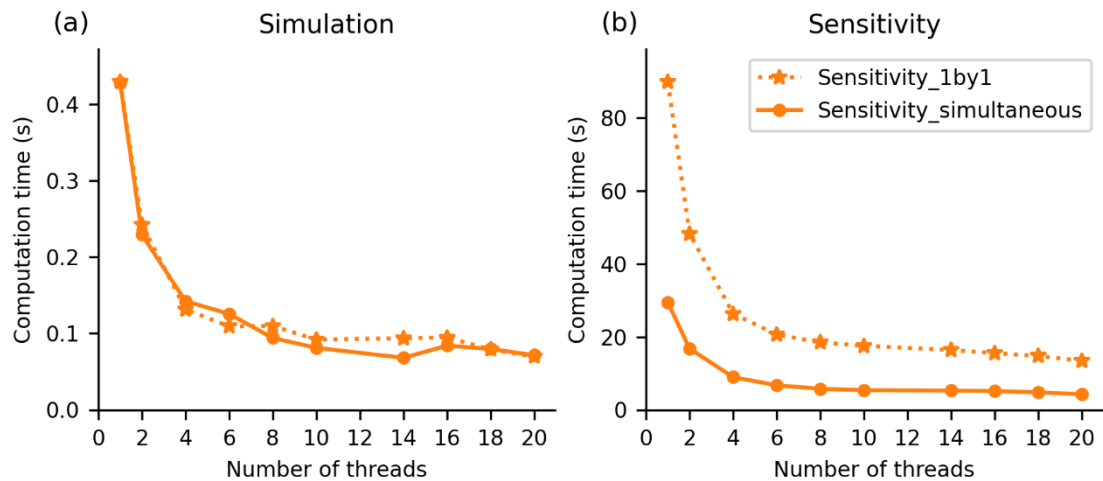 (a) Simulation
Computation time (s)
0.4
0.3
0.2
0.1
0.0
0 2 4 6 8 10 12 14 16 18 20
Number of threads
(b) Sensitivity
Sensitivity_1by1
Sensitivity_simultaneous
Computation time (s)
80
60
40
20
0
0 2 4 6 8 10 12 14 16 18 20
Number of threads